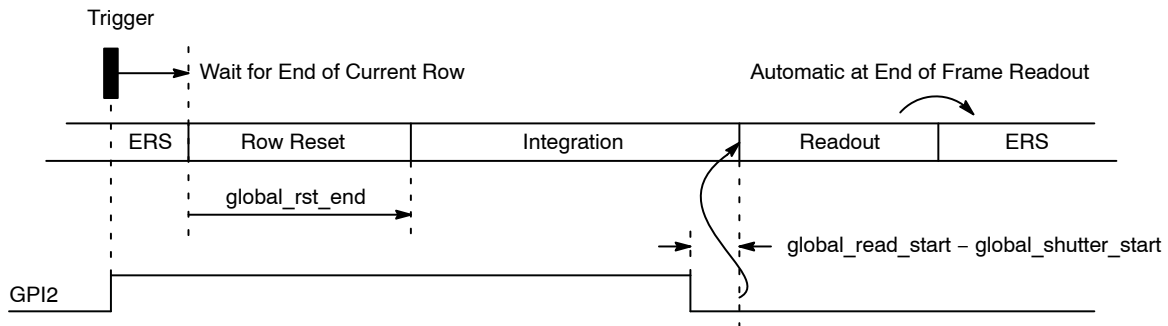 Trigger
Wait for End of Current Row
Automatic at End of Frame Readout
ERS
Row Reset
Integration
Readout
ERS
global_rst_end
global_read_start − global_shutter_start
GPI2